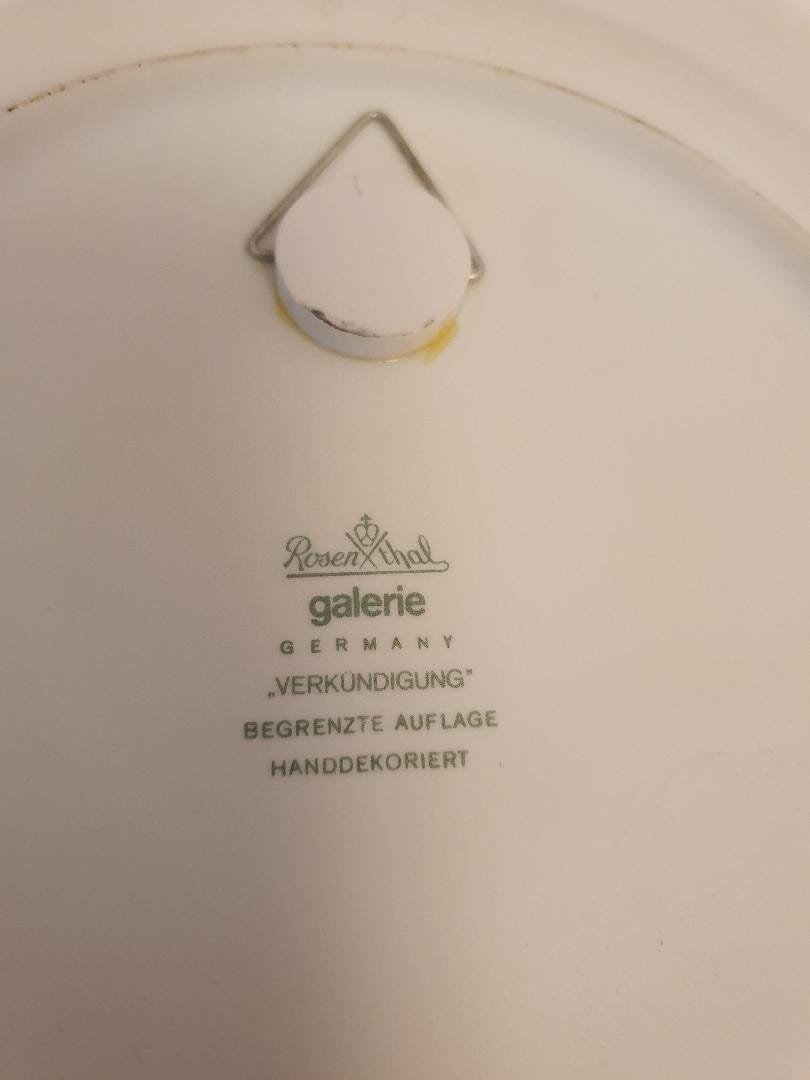 Rosenthal
galerie
GERMANY
„VERKÜNDIGUNG"
BEGRENZTE AUFLAGE
HANDDEKORIERT